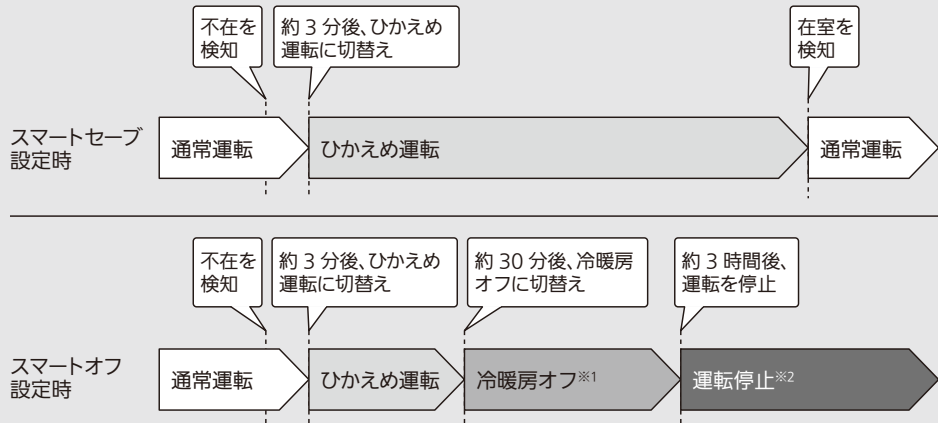 不在を
検知
約3分後、ひかえめ
運転に切替え
在室を
検知
スマートセーブ
設定時
通常運転
ひかえめ運転
通常運転
不在を
検知
約3分後、ひかえめ
運転に切替え
約30分後、冷暖房
オフに切替え
約3時間後、
運転を停止
スマートオフ
設定時
通常運転
ひかえめ運転
冷暖房オフ※1
運転停止※2